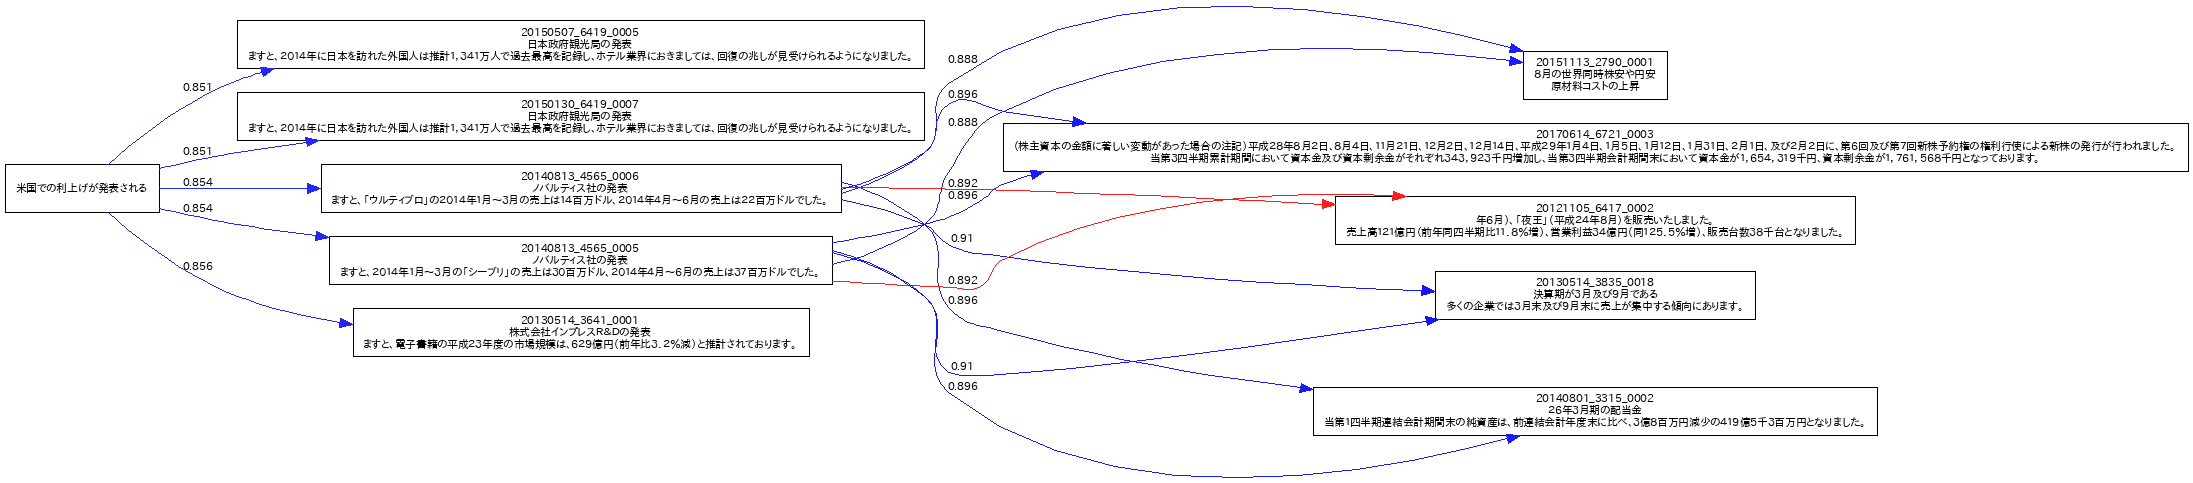 米国での利上げが発表される
0.851
0.851
0.854
0.854
0.856
20150507_6419_0005
日本政府観光局の発表
ますと、2014年に日本を訪れた外国人は推計1,341万人で過去最高を記録し、ホテル業界におきましては、回復の兆しが見受けられるようになりました。
20150130_6419_0007
日本政府観光局の発表
ますと、2014年に日本を訪れた外国人は推計1,341万人で過去最高を記録し、ホテル業界におきましては、回復の兆しが見受けられるようになりました。
20140813_4565_0006
ノバルティス社の発表
ますと、「ウルティブロ」の2014年1月～3月の売上は14百万ドル、2014年4月～6月の売上は22百万ドルでした。
20140813_4565_0005
ノバルティス社の発表
ますと、2014年1月～3月の「シーブリ」の売上は30百万ドル、2014年4月～6月の売上は37百万ドルでした。
20130514_3641_0001
株式会社インプレスR&Dの発表
ますと、電子書籍の平成23年度の市場規模は、629億円(前年比3.2%減)と推計されております。
0.888
0.896
0.888
0.892
0.896
0.91
0.892
0.896
0.91
0.896
20151113_2790_0001
8月の世界同時株安や円安
原材料コストの上昇
20170614_6721_0003
(株主資本の金額に著しい変動があった場合の注記)平成28年8月2日、8月4日、11月21日、12月2日、12月14日、平成29年1月4日、1月5日、1月12日、1月31日、2月1日、及び2月2日に、第6回及び第7回新株予約権の権利行使による新株の発行が行われました。
当第3四半期累計期間において資本金及び資本剰余金がそれぞれ343,923千円増加し、当第3四半期会計期間末において資本金が1,654,319千円、資本剰余金が1,761,568千円となっております。
20121105_6417_0002
年6月)、「夜王」(平成24年8月)を販売いたしました。
売上高121億円(前年同四半期比11.8%増)、営業利益34億円(同125.5%増)、販売台数38千台となりました。
20130514_3835_0018
決算期が3月及び9月である
多くの企業では3月末及び9月末に売上が集中する傾向にあります。
20140801_3315_0002
26年3月期の配当金
当第1四半期連結会計期間末の純資産は、前連結会計年度末に比べ、3億8百万円減少の419億5千3百万円となりました。